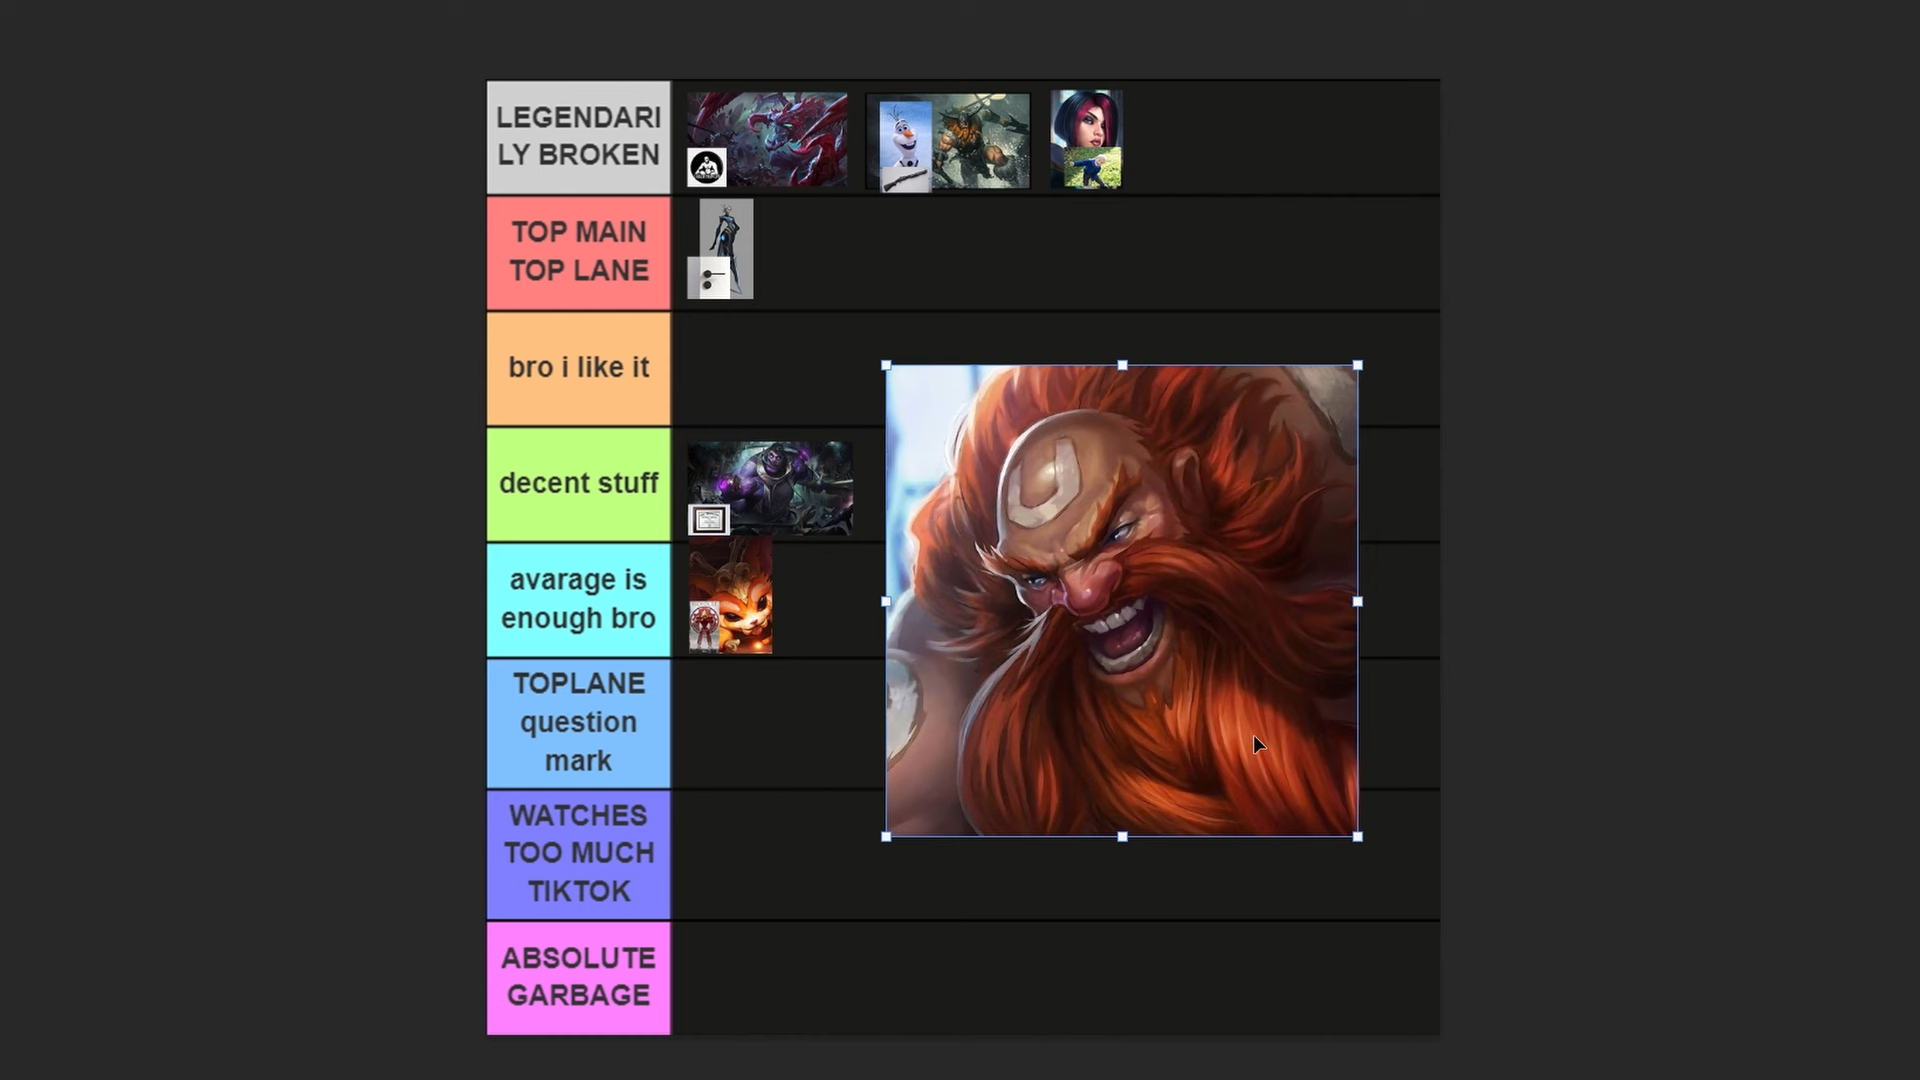 LEGENDARI
LY BROKEN
TOP MAIN
TOP LANE
bro i like it
decent stuff
avarage is
enough bro
TOPLANE
question
mark
WATCHES
TOO MUCH
TIKTOK
ABSOLUTE
GARBAGE